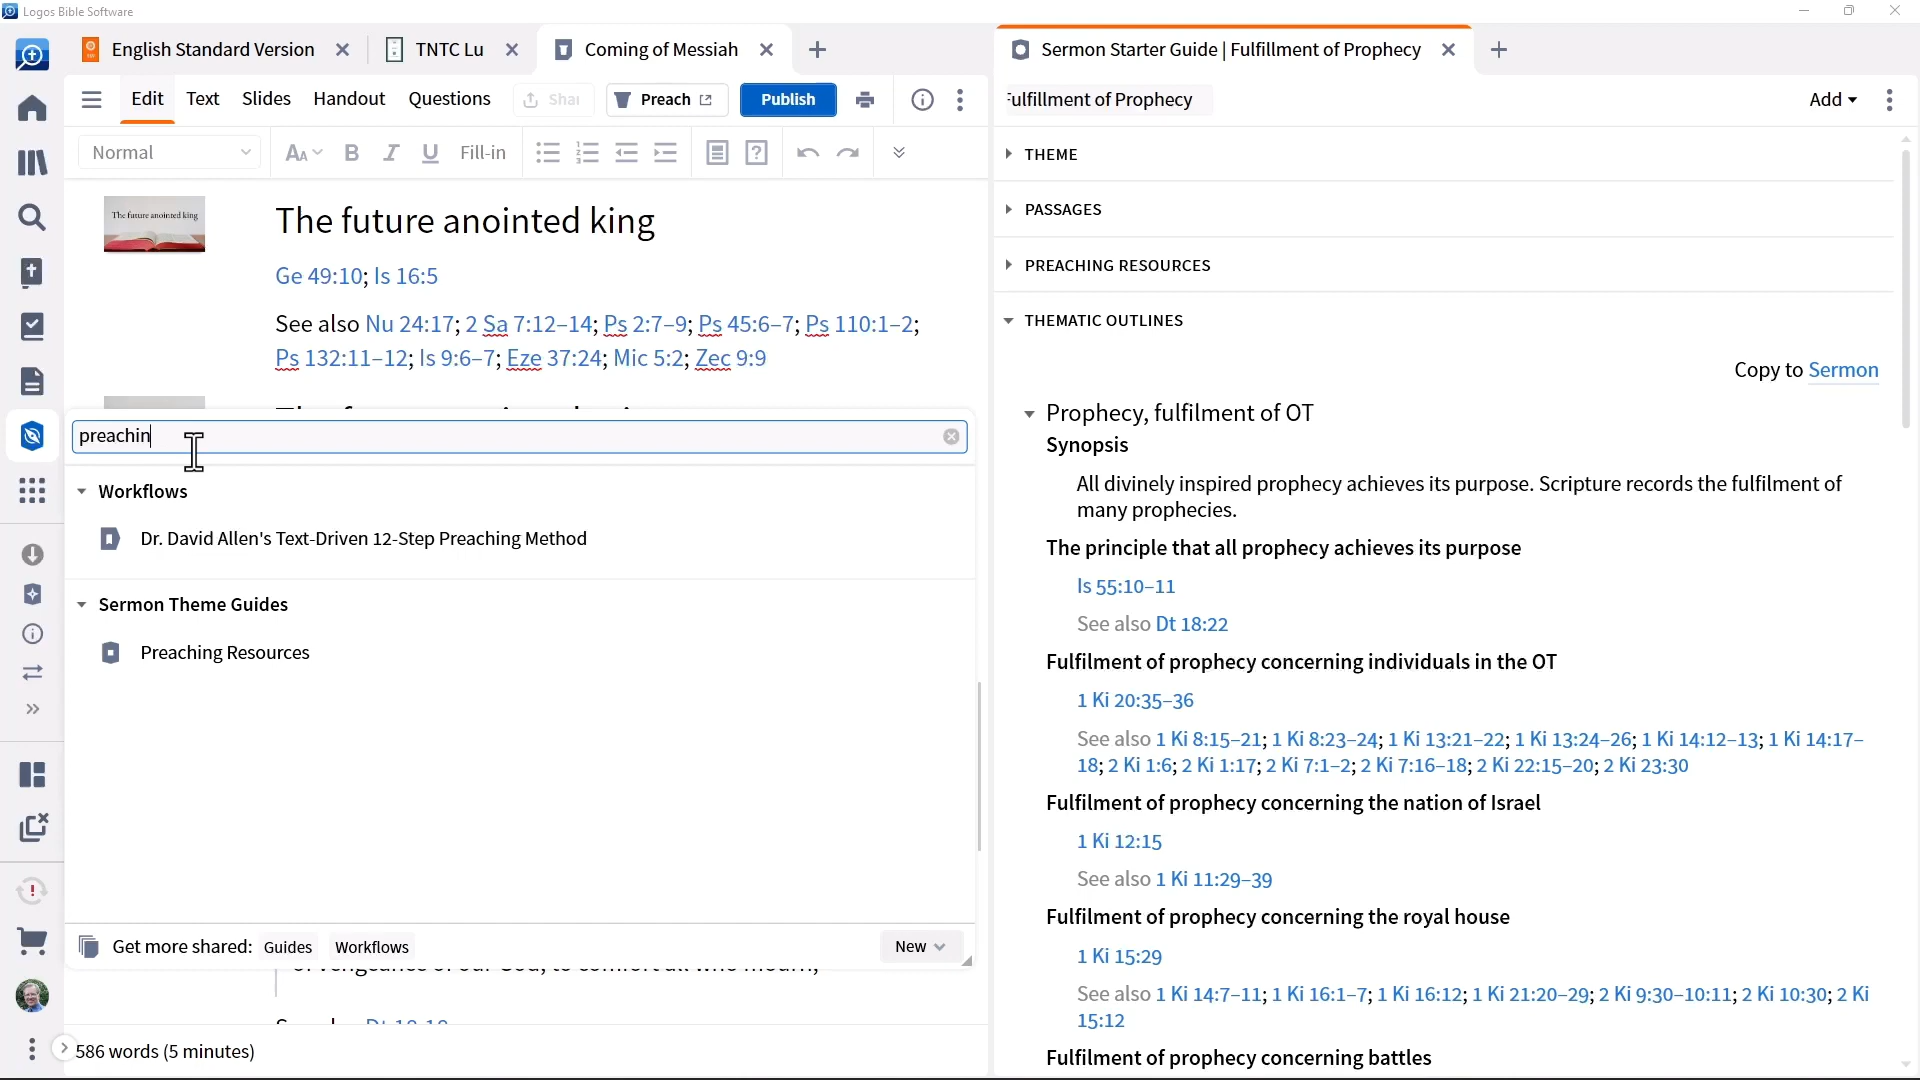 Logos Bible Software
English Standard Version
TNTC Lu
Coming of Messiah
Sermon Starter Guide | Fulfillment of Prophecy
Edit Text Slides Handout Questions Preach Publish
Normal
Fill-in
The future anointed king
The future anointed king
Ge 49:10; Is 16:5
See also Nu 24:17; 2 Sa 7:12–14; Ps 2:7–9; Ps 45:6–7; Ps 110:1–2;
Ps 132:11–12; Is 9:6–7; Eze 37:24; Mic 5:2; Zec 9:9
preachin
Workflows
Dr. David Allen's Text-Driven 12-Step Preaching Method
Sermon Theme Guides
Preaching Resources
Get more shared: Guides Workflows
New
586 words (5 minutes)
Fulfillment of Prophecy
Add
THEME
PASSAGES
PREACHING RESOURCES
THEMATIC OUTLINES
Copy to Sermon
Prophecy, fulfilment of OT
Synopsis
All divinely inspired prophecy achieves its purpose. Scripture records the fulfilment of
many prophecies.
The principle that all prophecy achieves its purpose
Is 55:10–11
See also Dt 18:22
Fulfilment of prophecy concerning individuals in the OT
1 Ki 20:35–36
See also 1 Ki 8:15–21; 1 Ki 8:23–24; 1 Ki 13:21–22; 1 Ki 13:24–26; 1 Ki 14:12–13; 1 Ki 14:17–
18; 2 Ki 1:6; 2 Ki 1:17; 2 Ki 7:1–2; 2 Ki 7:16–18; 2 Ki 22:15–20; 2 Ki 23:30
Fulfilment of prophecy concerning the nation of Israel
1 Ki 12:15
See also 1 Ki 11:29–39
Fulfilment of prophecy concerning the royal house
1 Ki 15:29
See also 1 Ki 14:7–11; 1 Ki 16:1–7; 1 Ki 16:12; 1 Ki 21:20–29; 2 Ki 9:30–10:11; 2 Ki 10:30; 2 Ki
15:12
Fulfilment of prophecy concerning battles